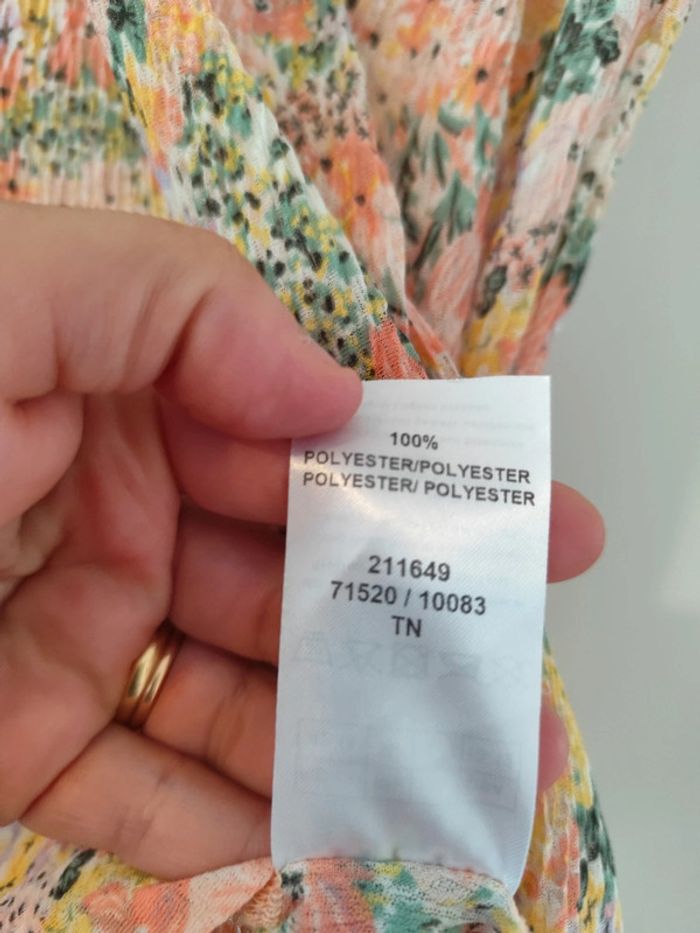 100%
POLYESTER/POLYESTER
POLYESTER/ POLYESTER
211649
71520 / 10083
TN